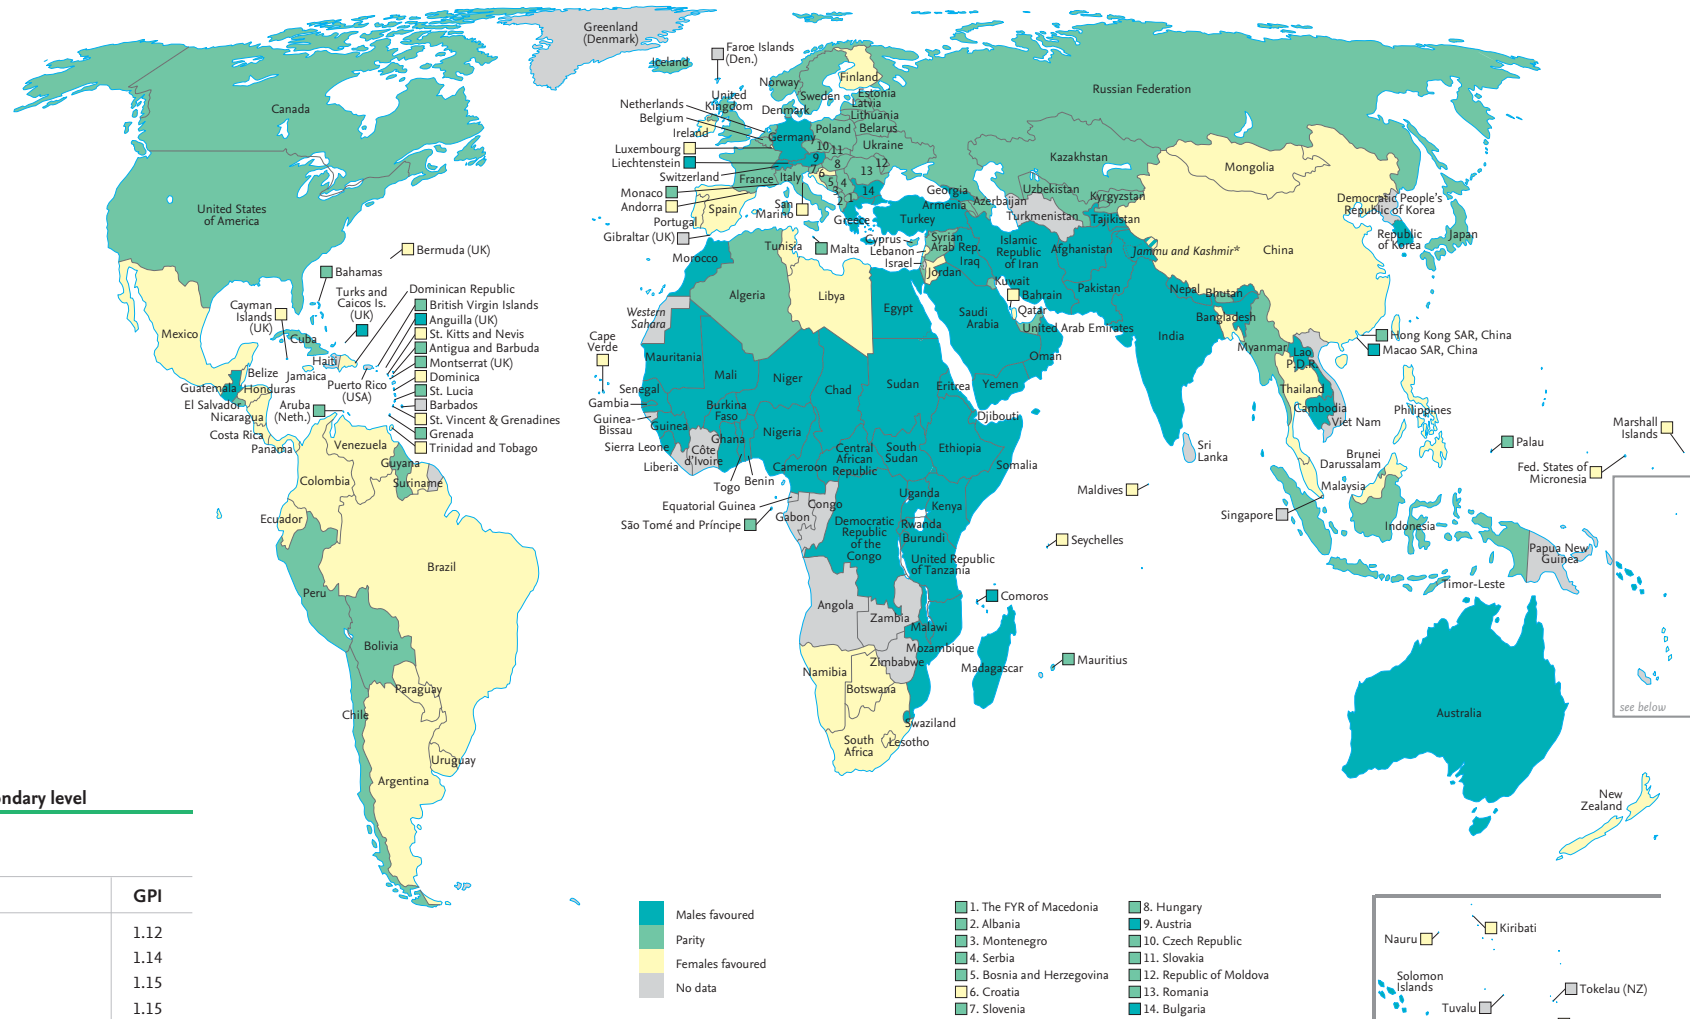 Greenland
(Denmark)
Faroe Islands
(Den.)
Iceland
Canada
United States
of America
Mexico
Bermuda (UK)
Bahamas
Turks and
Caicos Is.
(UK)
Cayman
Islands
(UK)
Cuba
Haiti
Jamaica
Belize
Guatemala
Honduras
El Salvador
Nicaragua
Costa Rica
Panama
Aruba
(Neth.)
Puerto Rico
(USA)
Dominican Republic
British Virgin Islands
Anguilla (UK)
St. Kitts and Nevis
Antigua and Barbuda
Montserrat (UK)
Dominica
St. Lucia
Barbados
St. Vincent & Grenadines
Grenada
Trinidad and Tobago
Venezuela
Guyana
Suriname
Colombia
Ecuador
Peru
Brazil
Bolivia
Paraguay
Chile
Uruguay
Argentina
Norway
Sweden
Finland
Estonia
Latvia
Lithuania
Belarus
Ukraine
Poland
Denmark
United
Kingdom
Netherlands
Belgium
Ireland
Luxembourg
Liechtenstein
Switzerland
Monaco
Andorra
Portugal
Gibraltar (UK)
Germany
France
Italy
Spain
San
Marino
Malta
Greece
10
11
9
8
7
6
5
4
3
2
1
12
13
14
Russian Federation
Kazakhstan
Mongolia
Uzbekistan
Kyrgyzstan
Turkmenistan
Tajikistan
Georgia
Armenia
Azerbaijan
Turkey
Cyprus
Lebanon
Israel
Syrian
Arab Rep.
Iraq
Jordan
Islamic
Republic
of Iran
Afghanistan
Jammu and Kashmir*
China
Democratic People's
Republic of Korea
Republic
of Korea
Japan
Kuwait
Bahrain
Qatar
Saudi
Arabia
United Arab Emirates
Oman
Yemen
Pakistan
Nepal
Bhutan
Bangladesh
India
Myanmar
Lao
P.D.R.
Thailand
Cambodia
Viet Nam
Hong Kong SAR, China
Macao SAR, China
Philippines
Sri
Lanka
Maldives
Brunei
Darussalam
Malaysia
Singapore
Indonesia
Timor-Leste
Papua New
Guinea
Palau
Marshall
Islands
Fed. States of
Micronesia
Morocco
Algeria
Tunisia
Libya
Egypt
Western
Sahara
Cape
Verde
Mauritania
Mali
Niger
Chad
Sudan
Eritrea
Djibouti
Senegal
Gambia
Guinea-
Bissau
Guinea
Sierra Leone
Liberia
Côte
d'Ivoire
Burkina
Faso
Ghana
Togo
Benin
Nigeria
Cameroon
Central
African
Republic
South
Sudan
Ethiopia
Somalia
Equatorial Guinea
São Tomé and Príncipe
Gabon
Congo
Democratic
Republic
of the
Congo
Uganda
Kenya
Rwanda
Burundi
United Republic
of Tanzania
Seychelles
Comoros
Angola
Zambia
Malawi
Mozambique
Zimbabwe
Madagascar
Mauritius
Namibia
Botswana
Swaziland
Lesotho
South
Africa
Australia
New
Zealand
see below
ndary level
GPI
1.12
1.14
1.15
1.15
Males favoured
Parity
Females favoured
No data
1. The FYR of Macedonia
2. Albania
3. Montenegro
4. Serbia
5. Bosnia and Herzegovina
6. Croatia
7. Slovenia
8. Hungary
9. Austria
10. Czech Republic
11. Slovakia
12. Republic of Moldova
13. Romania
14. Bulgaria
Nauru
Kiribati
Solomon
Islands
Tuvalu
Tokelau (NZ)